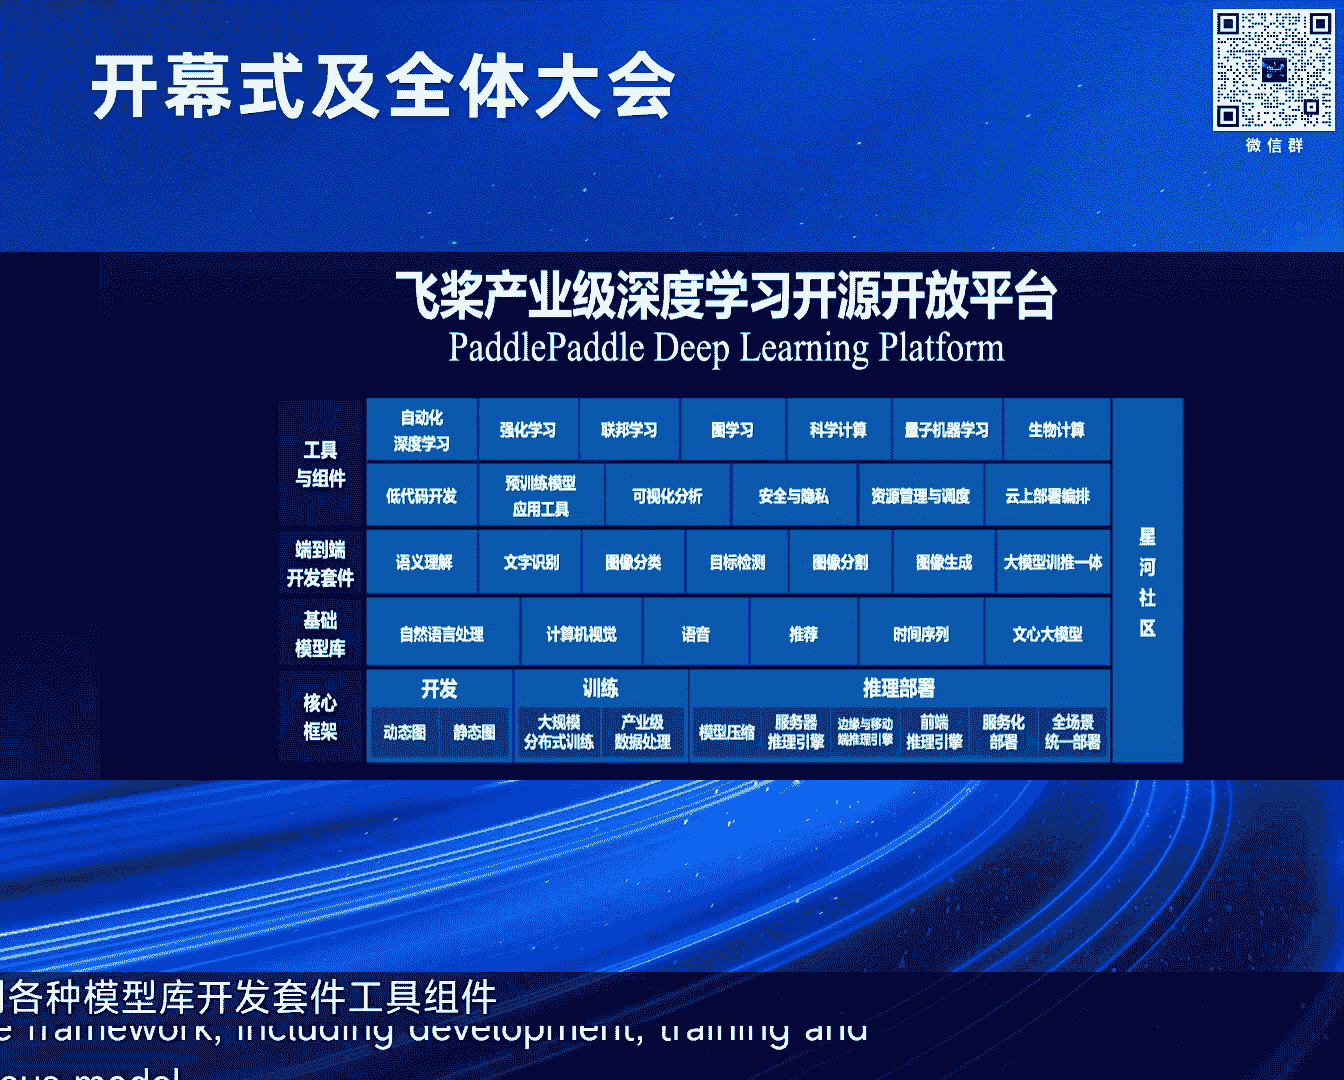 开幕式及全体大会
微信群
飞桨产业级深度学习开源开放平台
PaddlePaddle Deep Learning Platform
工具
与组件
自动化
深度学习
强化学习
联邦学习
图学习
科学计算
量子机器学习
生物计算
低代码开发
预训练模型
应用工具
可视化分析
安全与隐私
资源管理与调度
云上部署编排
端到端
开发套件
语义理解
文字识别
图像分类
目标检测
图像分割
图像生成
大模型训推一体
基础
模型库
自然语言处理
计算机视觉
语音
推荐
时间序列
文心大模型
核心
框架
开发
动态图
静态图
训练
大规模
分布式训练
产业级
数据处理
推理部署
模型压缩
服务器
推理引擎
边缘与移动
端推理引擎
前端
推理引擎
服务化
部署
全场景
统一部署
星
河
社
区
各种模型库开发套件工具组件
framework, including development, training and
model